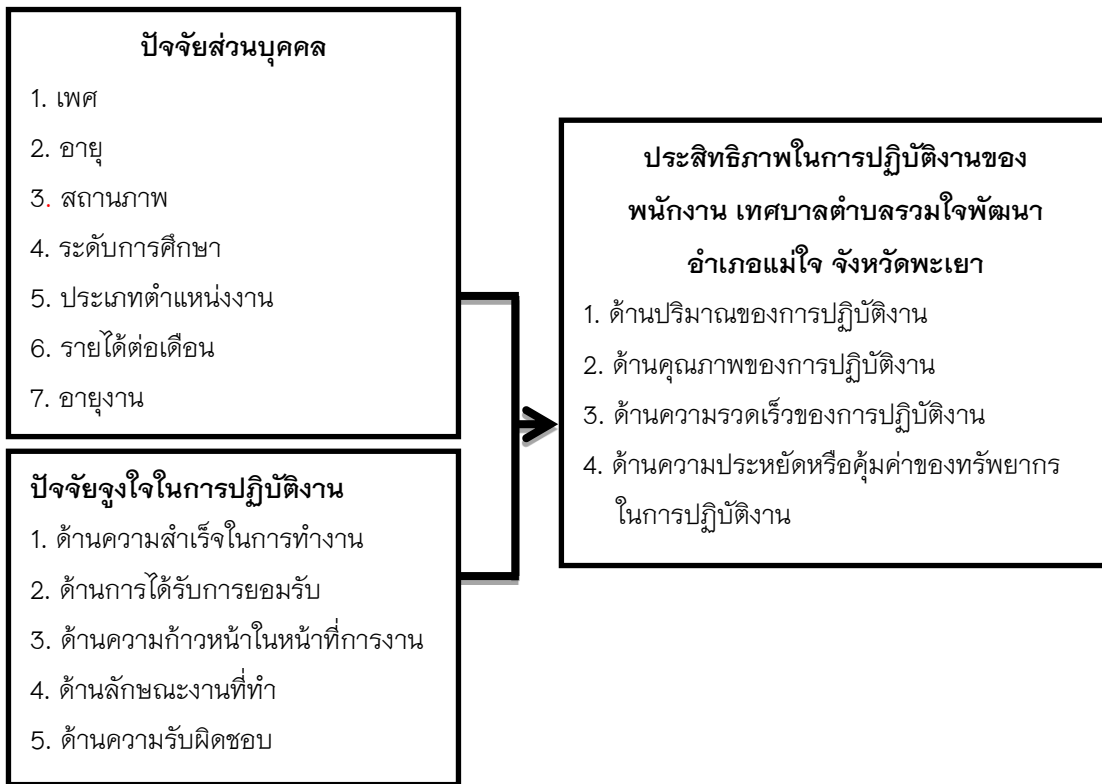 ปัจจัยส่วนบุคคล
1. เพศ
2. อายุ
3. สถานภาพ
4. ระดับการศึกษา
5. ประเภทตำแหน่งงาน
6. รายได้ต่อเดือน
7. อายุงาน
ปัจจัยจูงใจในการปฏิบัติงาน
1. ด้านความสำเร็จในการทำงาน
2. ด้านการได้รับการยอมรับ
3. ด้านความก้าวหน้าในหน้าที่การงาน
4. ด้านลักษณะงานที่ทำ
5. ด้านความรับผิดชอบ
ประสิทธิภาพในการปฏิบัติงานของ
พนักงาน เทศบาลตำบลรวมใจพัฒนา
อำเภอแม่ใจ จังหวัดพะเยา
1. ด้านปริมาณของการปฏิบัติงาน
2. ด้านคุณภาพของการปฏิบัติงาน
3. ด้านความรวดเร็วของการปฏิบัติงาน
4. ด้านความประหยัดหรือคุ้มค่าของทรัพยากร
ในการปฏิบัติงาน